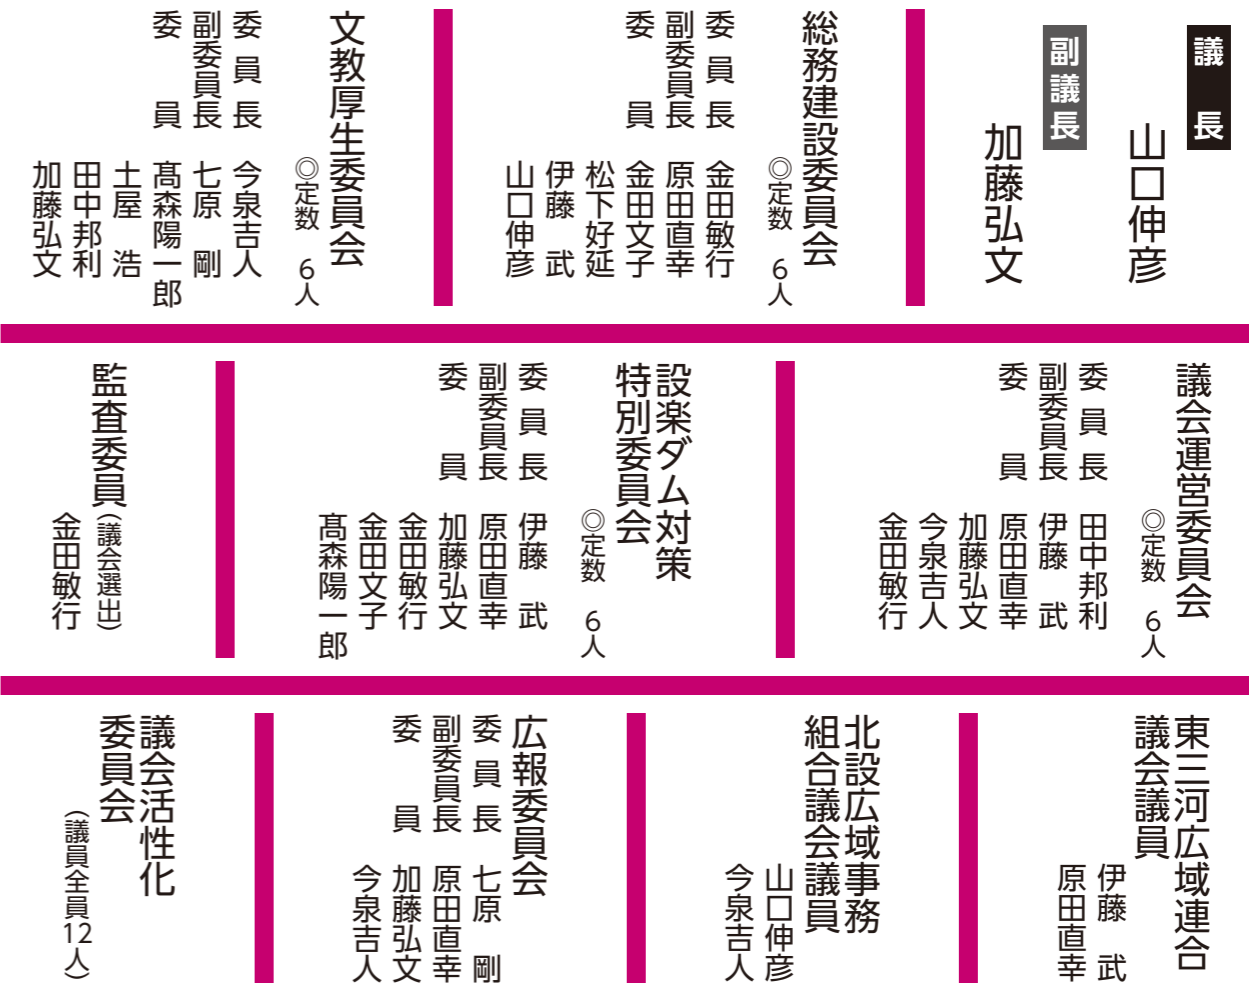 議　長
山口伸彦
副議長
加藤弘文
総務建設委員会
◎定数　6人
委員長　金田敏行
副委員長　原田直幸
委　員　金田文子
松下好延
伊藤　武
山口伸彦
文教厚生委員会
◎定数　6人
委員長　今泉吉人
副委員長　七原　剛
委　員　髙森陽一郎
土屋　浩
田中邦利
加藤弘文
議会運営委員会
◎定数　6人
委員長　田中邦利
副委員長　伊藤　武
委　員　原田直幸
加藤弘文
今泉吉人
金田敏行
設楽ダム対策
特別委員会
◎定数　6人
委員長　伊藤　武
副委員長　原田直幸
委　員　加藤弘文
金田敏行
金田文子
髙森陽一郎
監査委員（議会選出）
金田敏行
東三河広域連合
議会議員
伊藤　武
原田直幸
北設広域事務
組合議会議員
山口伸彦
今泉吉人
広報委員会
委員長　七原　剛
副委員長　原田直幸
委　員　加藤弘文
今泉吉人
議会活性化
委員会
（議員全員12人）